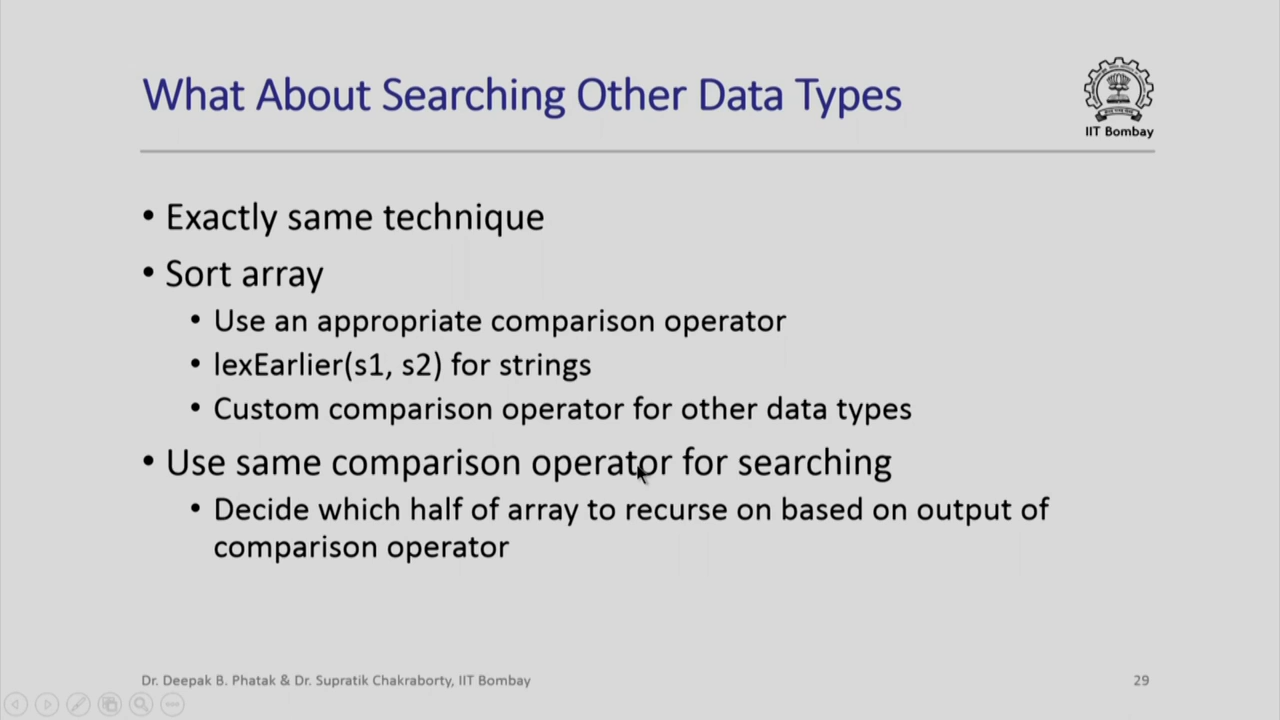 What About Searching Other Data Types
IIT Bombay
• Exactly same technique
• Sort array
• Use an appropriate comparison operator
• lexEarlier(s1, s2) for strings
• Custom comparison operator for other data types
• Use same comparison operator for searching
• Decide which half of array to recurse on based on output of
comparison operator
Dr. Deepak B. Phatak & Dr. Supratik Chakraborty, IIT Bombay
29